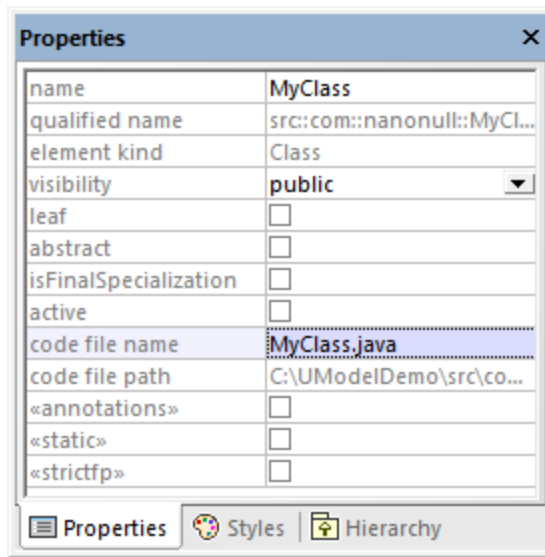 Properties
name MyClass
qualified name src::com::nanonull::MyCl...
element kind Class
visibility public
leaf
abstract
isFinalSpecialization
active
code file name MyClass.java
code file path C:\UModelDemo\src\co...
«annotations»
«static»
«strictfp»
Properties Styles Hierarchy